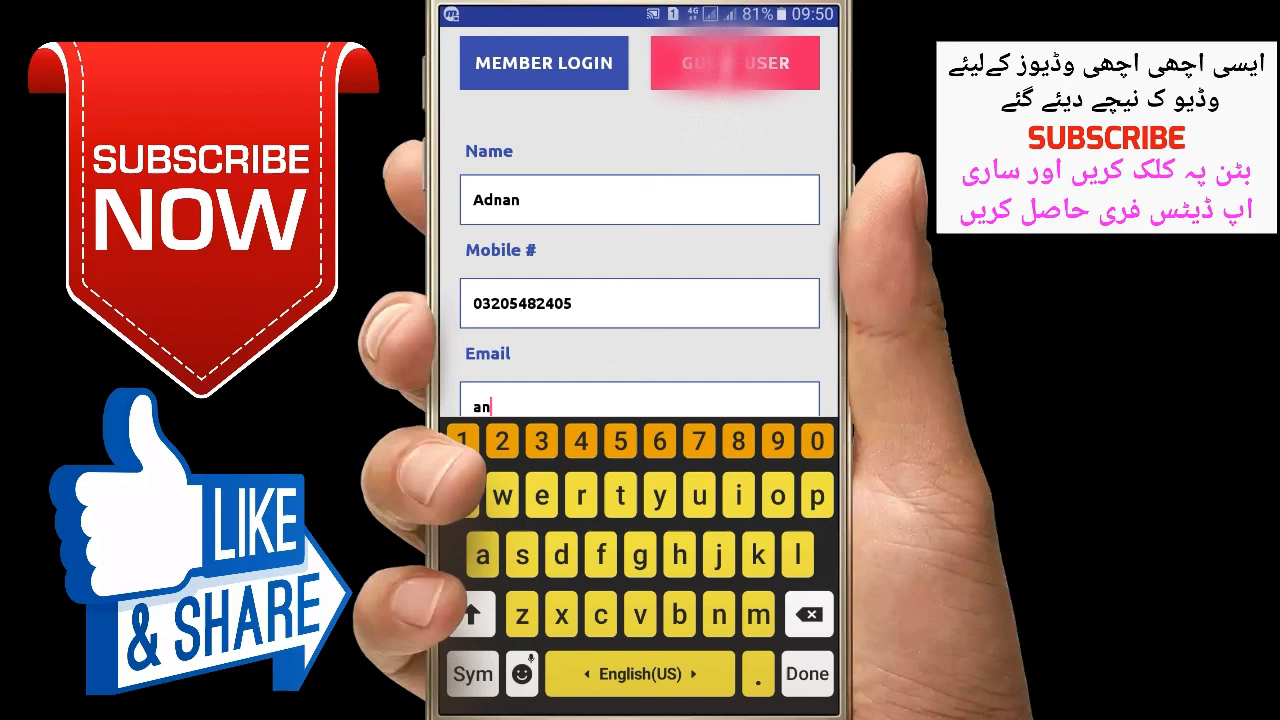 SUBSCRIBE
NOW
LIKE
& SHARE
4G 81% 09:50
MEMBER LOGIN
USER
Name
Adnan
Mobile #
03205482405
Email
an
1 2 3 4 5 6 7 8 9 0
w e r t y u i o p
a s d f g h j k l
z x c v b n m
Sym English(US) . Done
ایسی اچھی اچھی وڈیوز کےلیئے
وڈیو ک نیچے دیئے گئے
SUBSCRIBE
بٹن پہ کلک کریں اور ساری
اپ ڈیٹس فری حاصل کریں